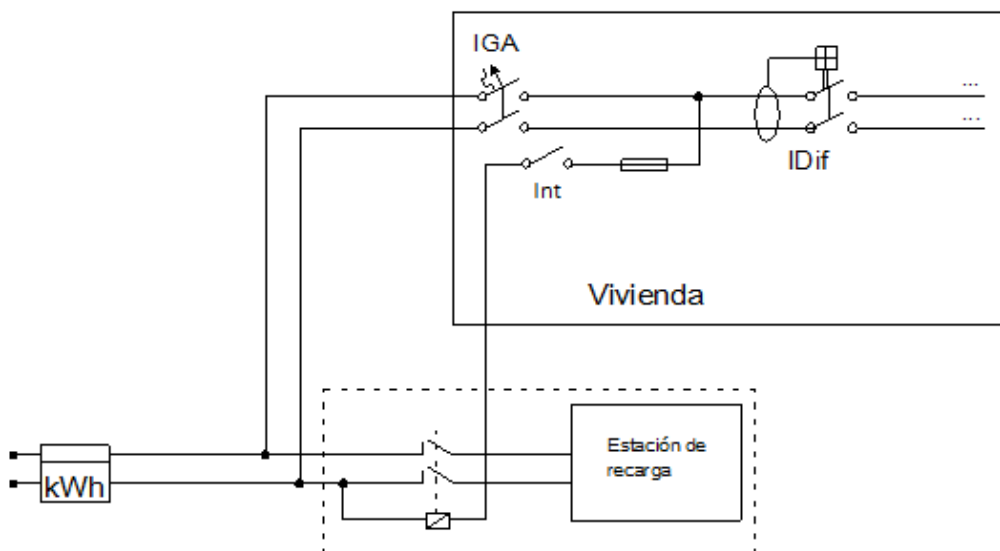 IGA
...
...
IDif
Int
Vivienda
Estación de
recarga
kWh